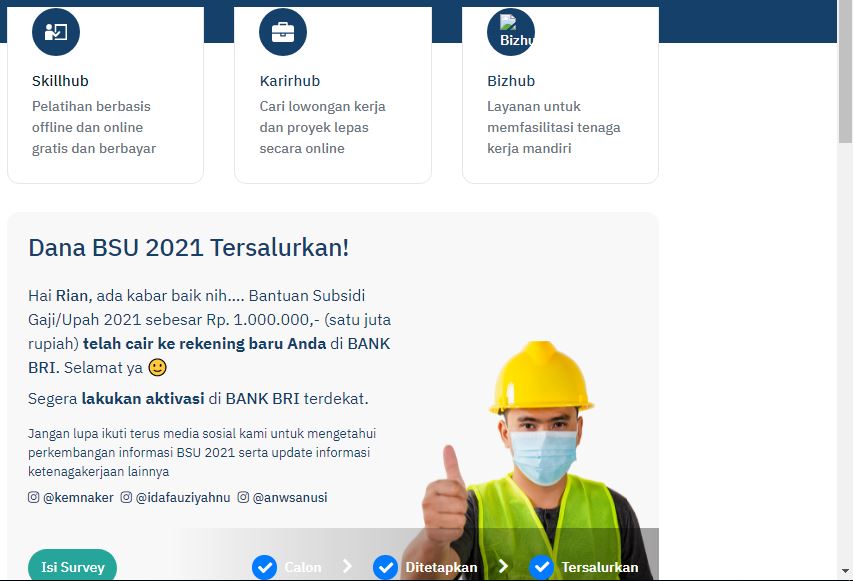 Bizhu
Skillhub
Pelatihan berbasis
offline dan online
gratis dan berbayar
Karirhub
Cari lowongan kerja
dan proyek lepas
secara online
Bizhub
Layanan untuk
memfasilitasi tenaga
kerja mandiri
Dana BSU 2021 Tersalurkan!
Hai Rian, ada kabar baik nih.... Bantuan Subsidi
Gaji/Upah 2021 sebesar Rp. 1.000.000,- (satu juta
rupiah) telah cair ke rekening baru Anda di BANK
BRI. Selamat ya 🙂
Segera lakukan aktivasi di BANK BRI terdekat.
Jangan lupa ikuti terus media sosial kami untuk mengetahui
perkembangan informasi BSU 2021 serta update informasi
ketenagakerjaan lainnya
@kemnaker @idafauziyahnu @anwsanusi
Isi Survey Calon Ditetapkan Tersalurkan